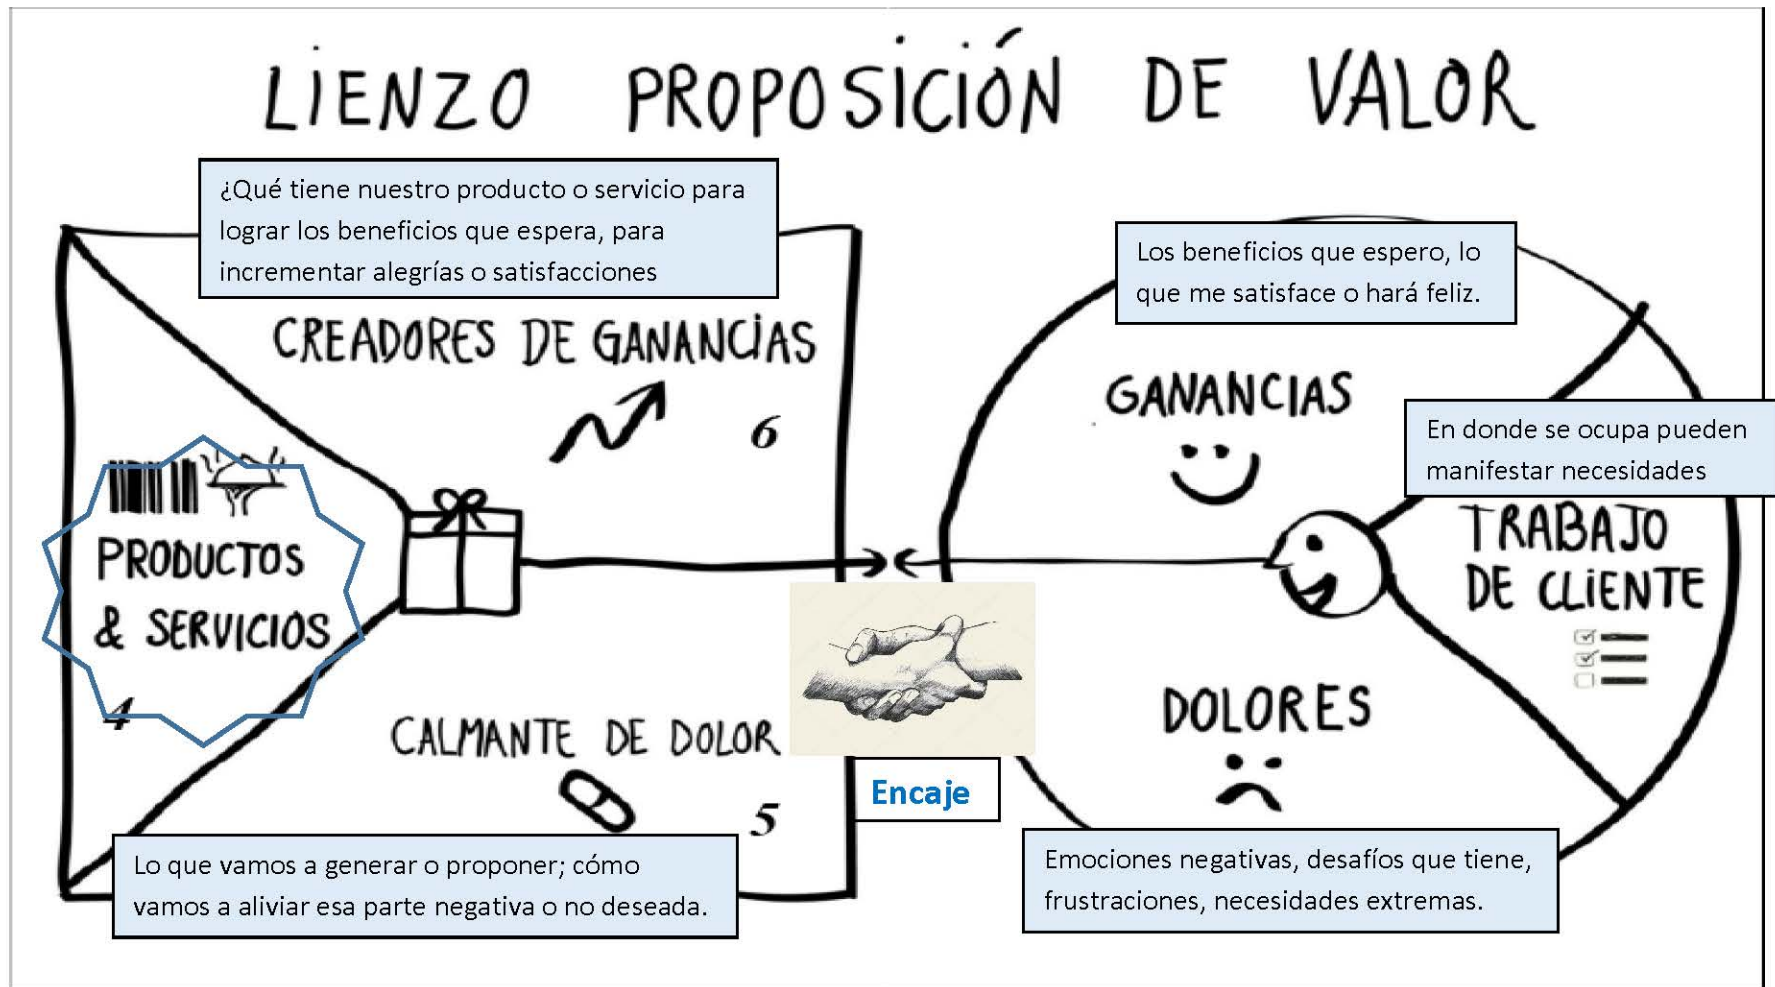 LIENZO PROPOSICIÓN DE VALOR
¿Qué tiene nuestro producto o servicio para
lograr los beneficios que espera, para
incrementar alegrías o satisfacciones
CREADORES DE GANANCIAS
6
PRODUCTOS
& SERVICIOS
4
CALMANTE DE DOLOR
5
Lo que vamos a generar o proponer; cómo
vamos a aliviar esa parte negativa o no deseada.
Encaje
Los beneficios que espero, lo
que me satisface o hará feliz.
GANANCIAS
En donde se ocupa pueden
manifestar necesidades
TRABAJO
DE CLIENTE
DOLORES
Emociones negativas, desafíos que tiene,
frustraciones, necesidades extremas.